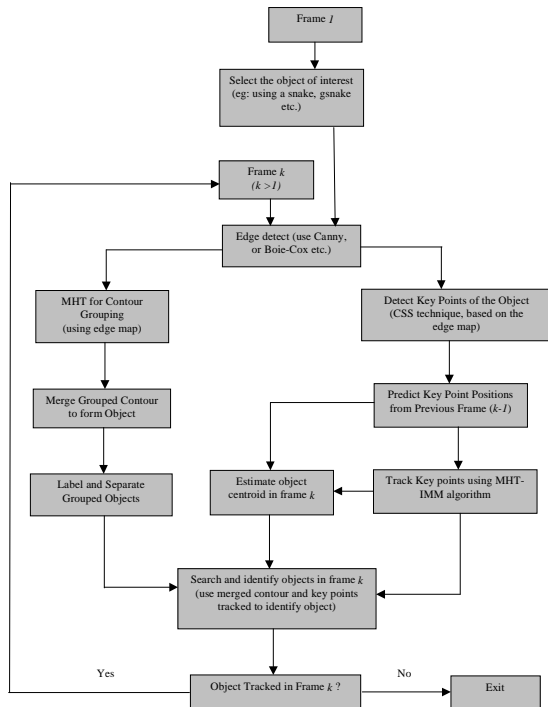 Frame 1
Select the object of interest
(eg: using a snake, gsnake
etc.)
Frame k
(k >1)
Edge detect (use Canny,
or Boie-Cox etc.)
MHT for Contour
Grouping
(using edge map)
Detect Key Points of the Object
(CSS technique, based on the
edge map)
Merge Grouped Contour
to form Object
Predict Key Point Positions
from Previous Frame (k-1)
Label and Separate
Grouped Objects
Estimate object
centroid in frame k
Track Key points using MHT-
IMM algorithm
Search and identify objects in frame k
(use merged contour and key points
tracked to identify object)
Yes
No
Object Tracked in Frame k ?
Exit